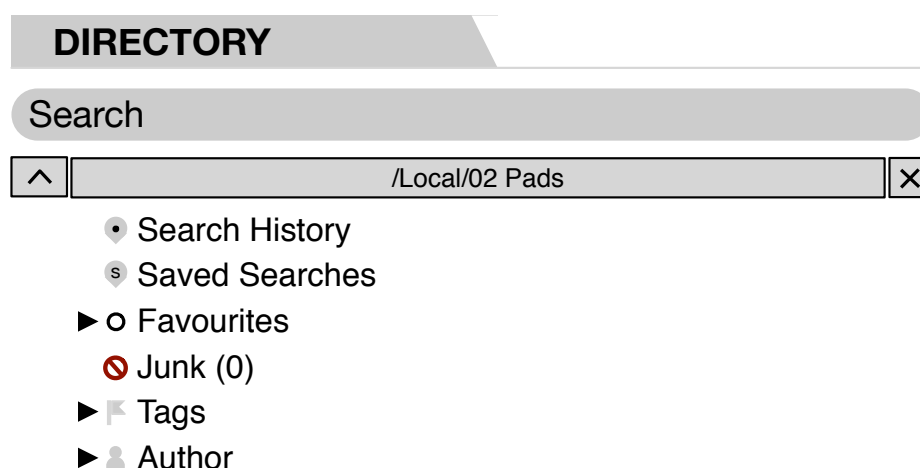 DIRECTORY
Search
/Local/02 Pads
Search History
S Saved Searches
Favourites
Junk (0)
Tags
Author